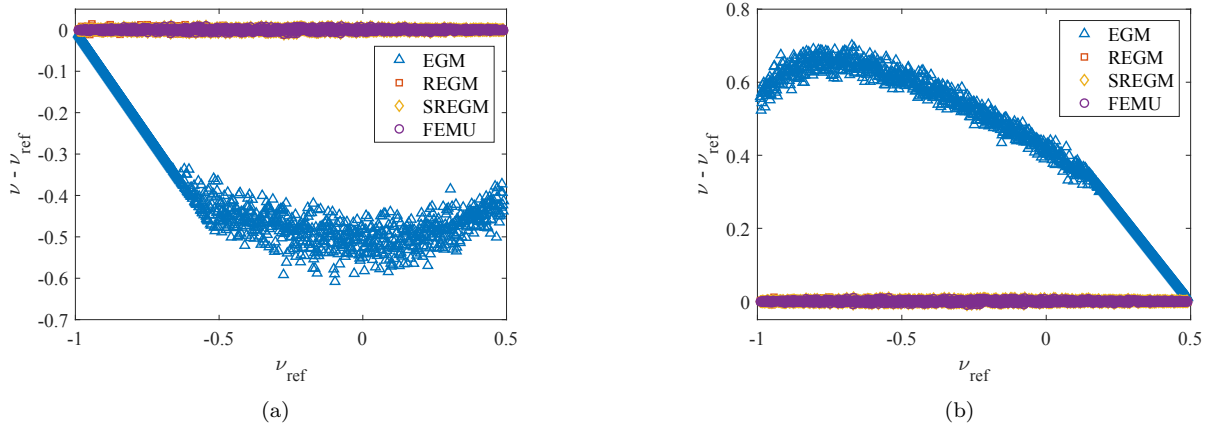 0
-0.1
-0.2
-0.3
-0.4
-0.5
-0.6
-0.7
-1
-0.5
0
0.5
ν - ν_ref
ν_ref
EGM
REGM
SREGM
FEMU
(a)
0.8
0.6
0.4
0.2
0
-1
-0.5
0
0.5
ν - ν_ref
ν_ref
EGM
REGM
SREGM
FEMU
(b)